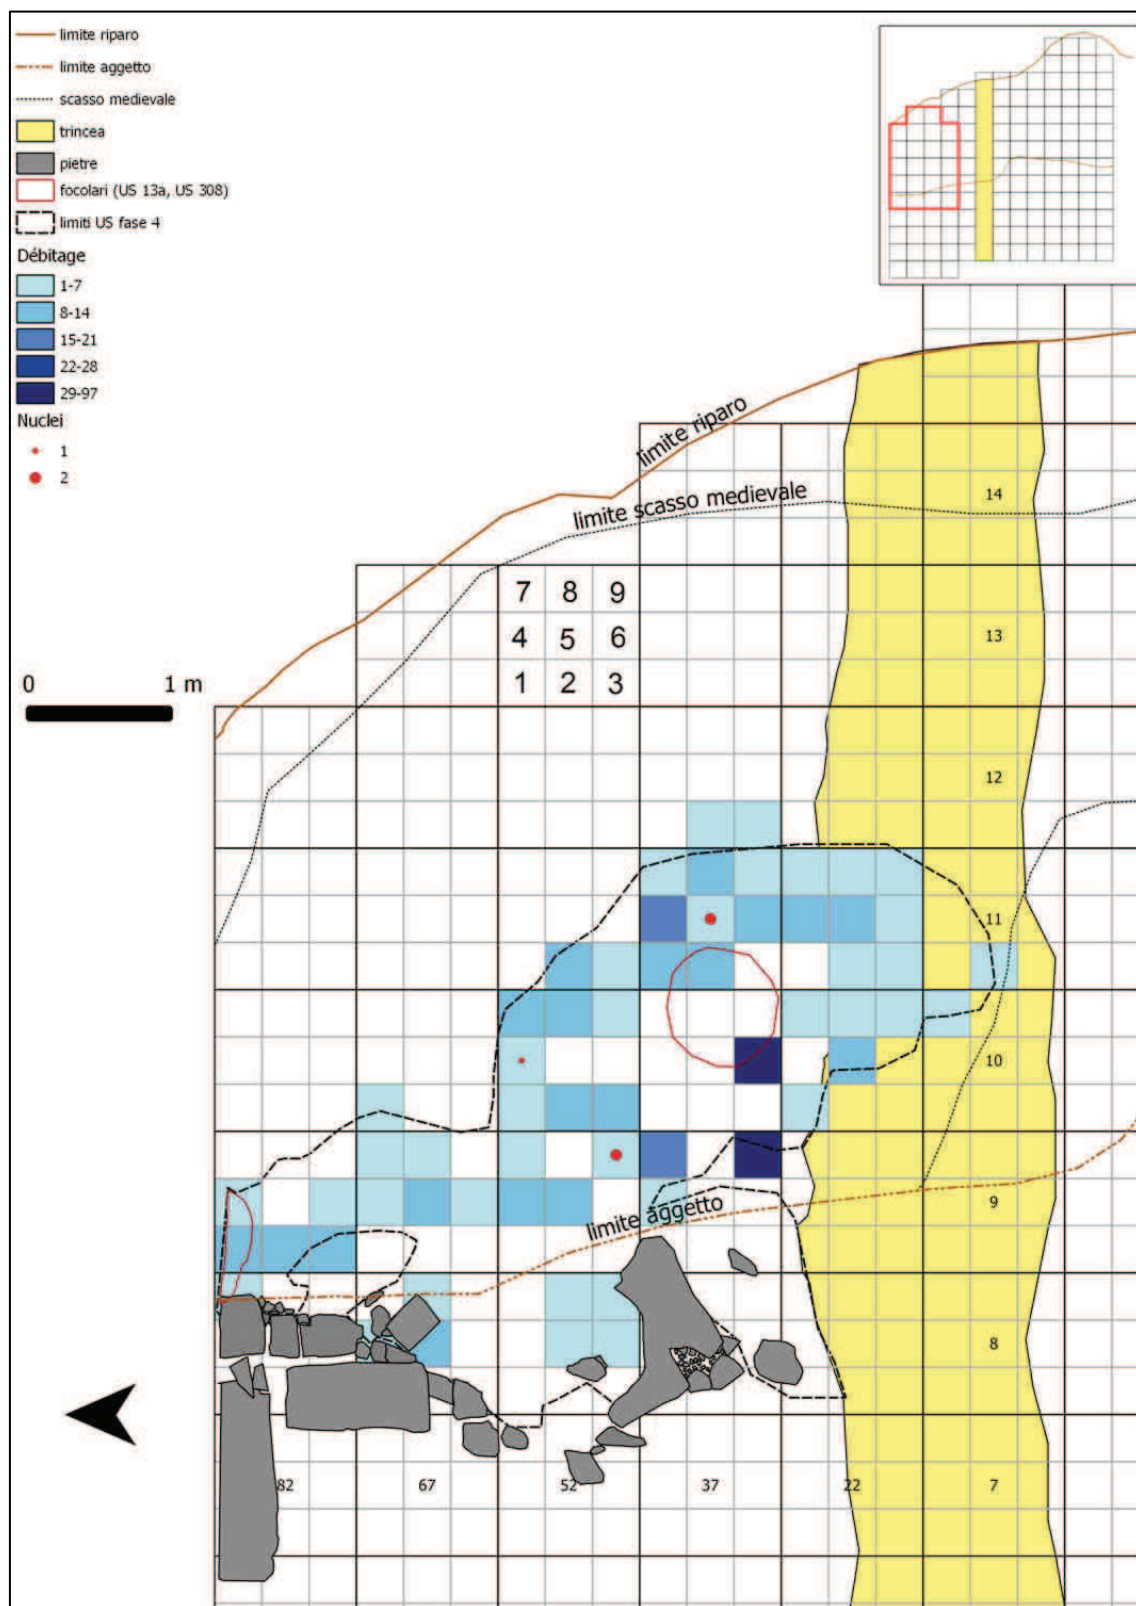 limite riparo
limite aggetto
scasso medievale
trincea
pietre
focolari (US 13a, US 308)
limiti US fase 4
Débitage
1-7
8-14
15-21
22-28
29-97
Nuclei
1
2
limite riparo
limite scasso medievale
14
7 8 9
4 5 6
1 2 3
13
0 1 m
12
11
10
9
limite aggetto
8
82 67 52 37 22 7